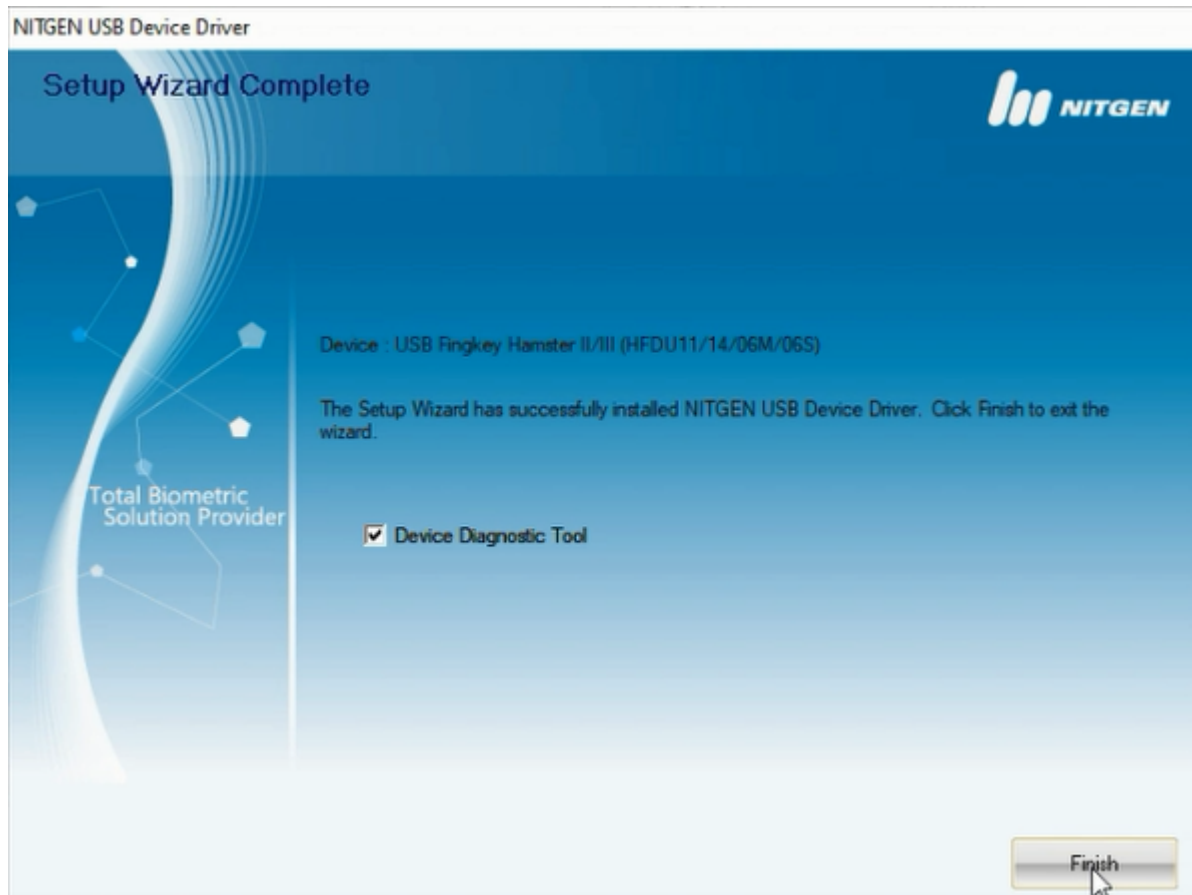 NITGEN USB Device Driver
Setup Wizard Complete
NITGEN
Device : USB Fingkey Hamster II/III (HFDU11/14/06M/06S)
The Setup Wizard has successfully installed NITGEN USB Device Driver. Click Finish to exit the
wizard.
Total Biometric
Solution Provider
Device Diagnostic Tool
Finish